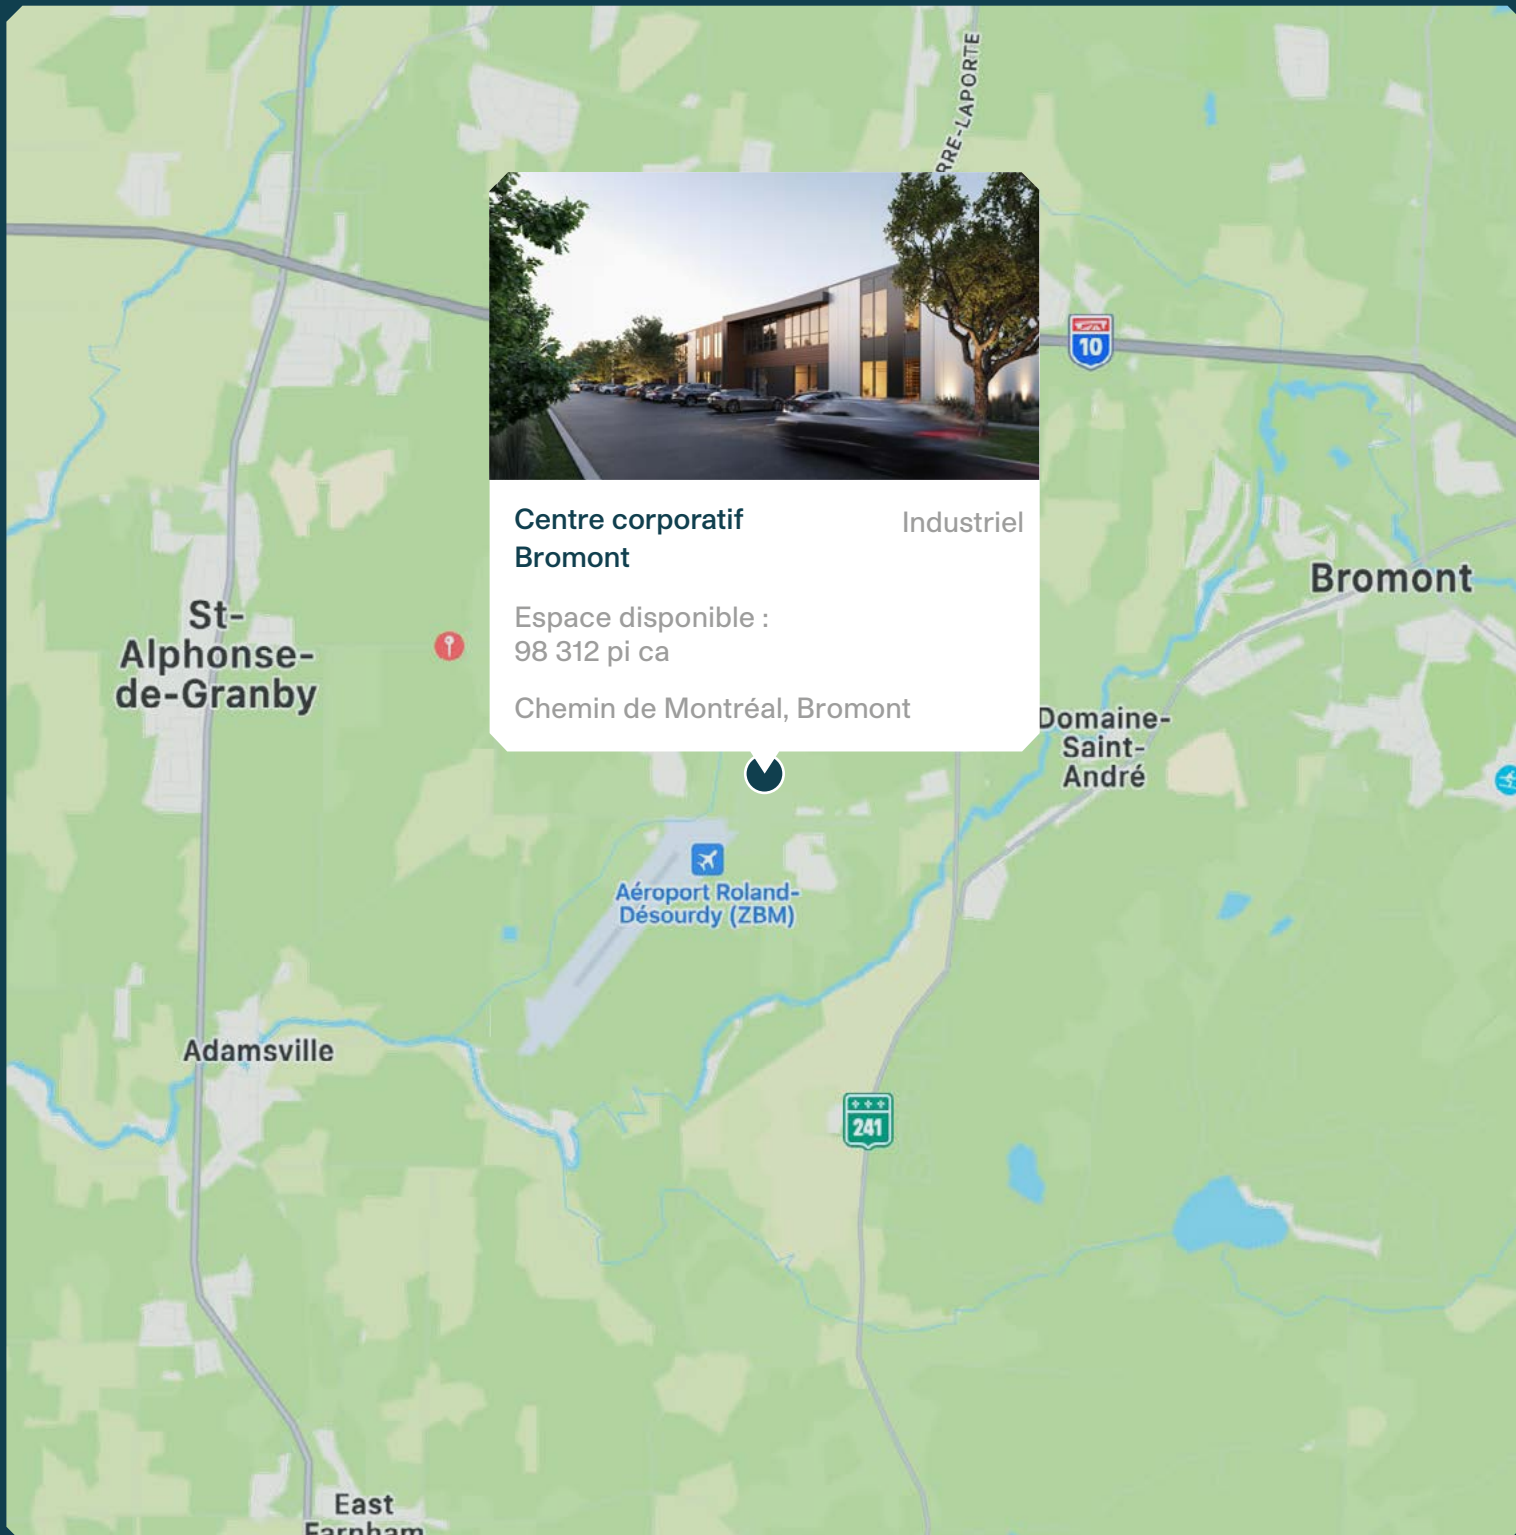 RRE-LAPORTE
10
Centre corporatif
Bromont
Industriel
Espace disponible :
98 312 pi ca
Chemin de Montréal, Bromont
Bromont
St-
Alphonse-
de-Granby
Domaine-
Saint-
André
Aéroport Roland-
Désourdy (ZBM)
Adamsville
241
East
Farnham